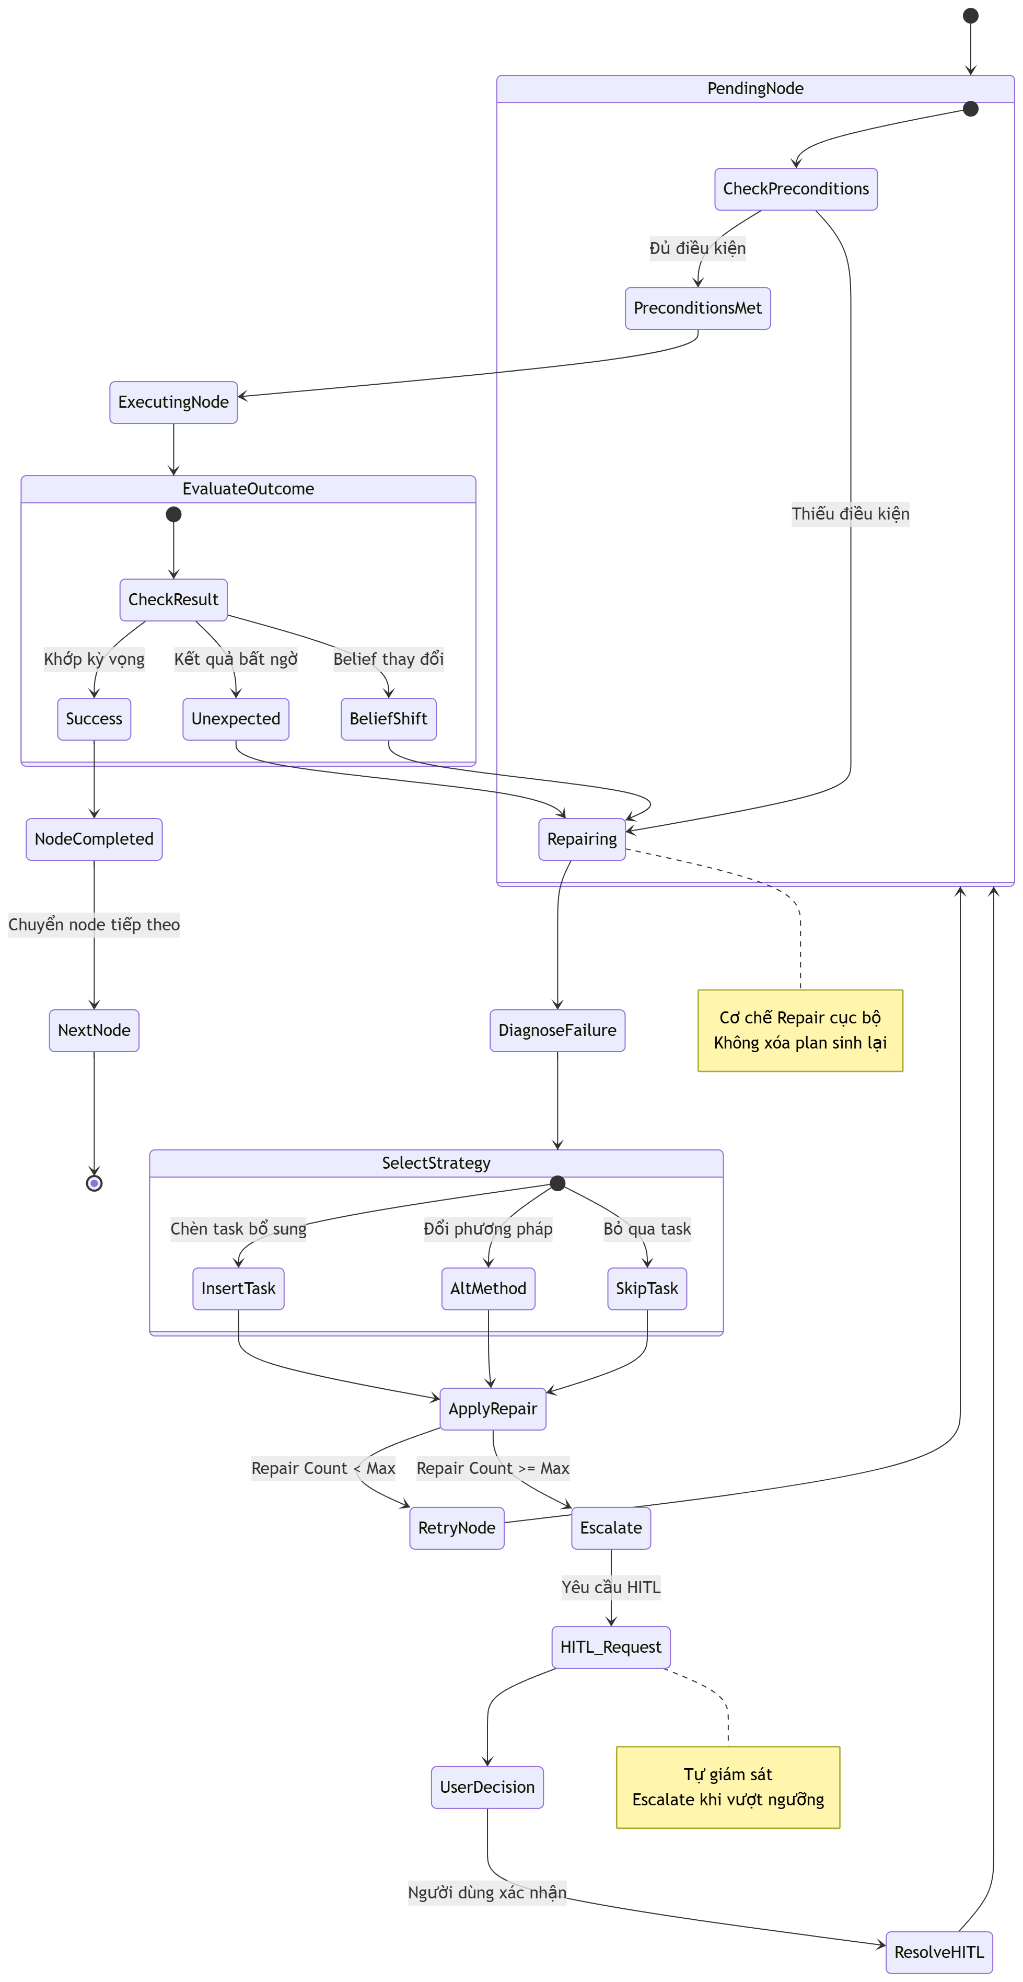 PendingNode
CheckPreconditions
Đủ điều kiện
PreconditionsMet
ExecutingNode
EvaluateOutcome
Thiếu điều kiện
CheckResult
Khớp kỳ vọng
Kết quả bất ngờ
Belief thay đổi
Success
Unexpected
BeliefShift
NodeCompleted
Repairing
Chuyển node tiếp theo
Cơ chế Repair cục bộ
Không xóa plan sinh lại
NextNode
DiagnoseFailure
SelectStrategy
Chèn task bổ sung
Đổi phương pháp
Bỏ qua task
InsertTask
AltMethod
SkipTask
ApplyRepair
Repair Count < Max
Repair Count >= Max
RetryNode
Escalate
Yêu cầu HITL
HITL_Request
UserDecision
Tự giám sát
Escalate khi vượt ngưỡng
Người dùng xác nhận
ResolveHITL